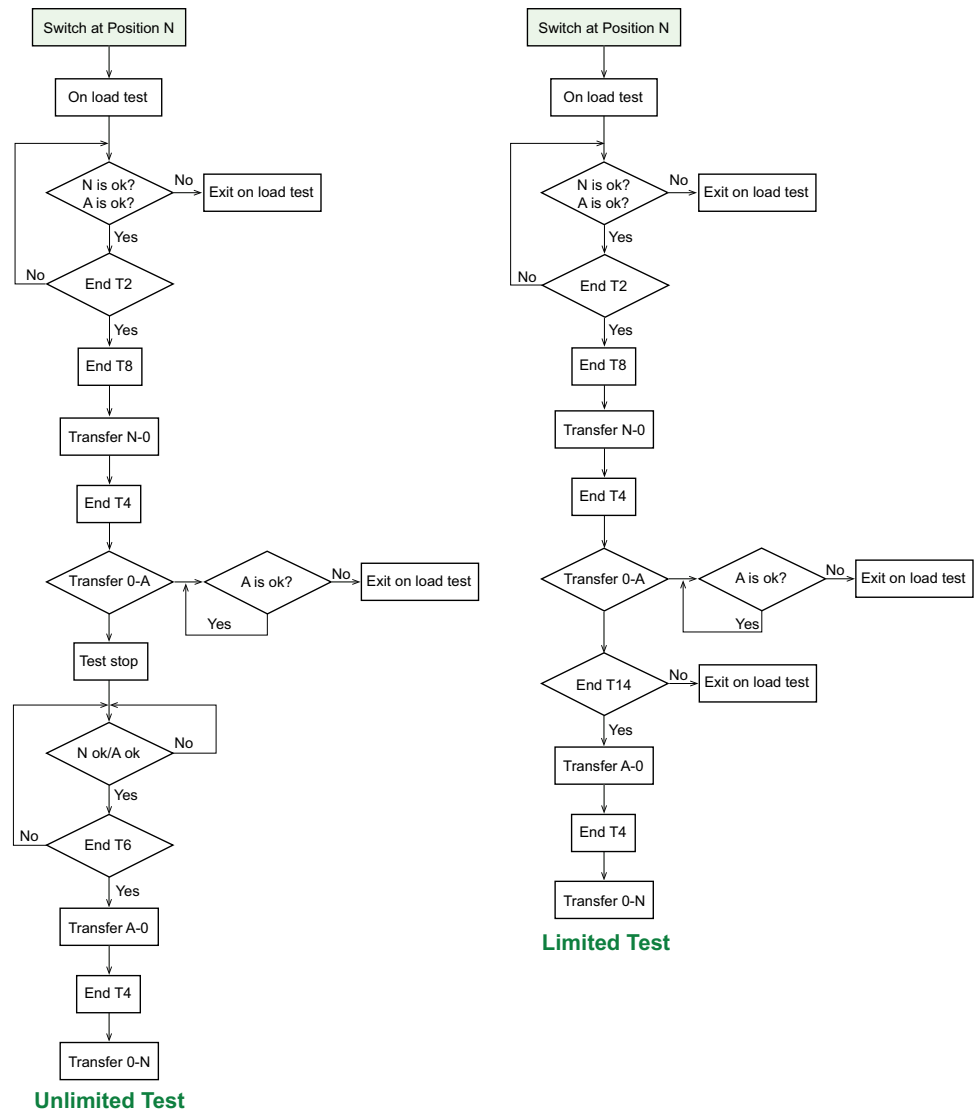 Switch at Position N
On load test
N is ok?
A is ok?
No
Exit on load test
Yes
End T2
No
Yes
End T8
Transfer N-0
End T4
Transfer 0-A
A is ok?
No
Exit on load test
Yes
Test stop
N ok/A ok
No
Yes
End T6
No
Yes
Transfer A-0
End T4
Transfer 0-N
Unlimited Test
Switch at Position N
On load test
N is ok?
A is ok?
No
Exit on load test
Yes
End T2
No
Yes
End T8
Transfer N-0
End T4
Transfer 0-A
A is ok?
No
Exit on load test
Yes
End T14
No
Exit on load test
Yes
Transfer A-0
End T4
Transfer 0-N
Limited Test